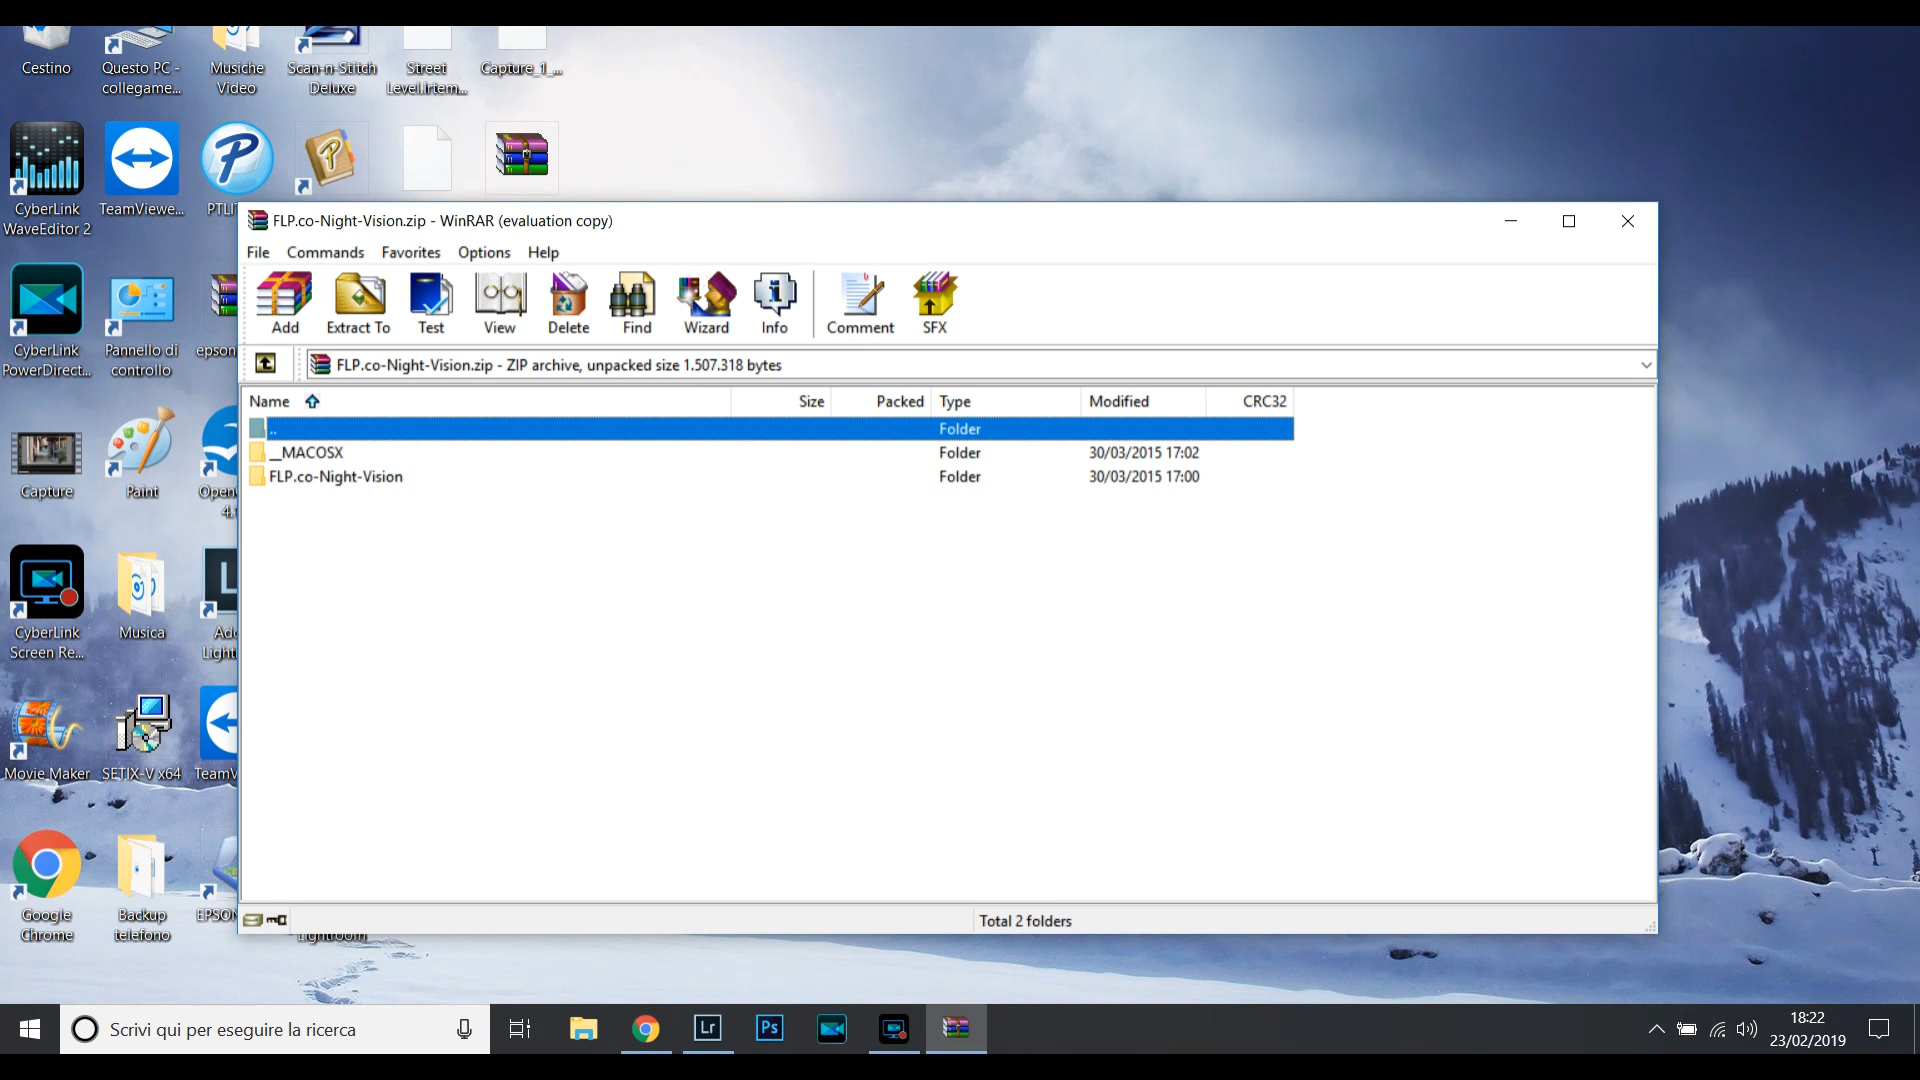 Cestino
Questo PC -
collegame...
Musiche
Video
Scan-n-Stitch
Deluxe
Street
Level.lrtem...
Capture_1_...
CyberLink
WaveEditor 2
TeamViewe...
CyberLink
PowerDirect...
Pannello di
controllo
epson
Capture
Paint
CyberLink
Screen Re...
Musica
Movie Maker
SETIX-V x64
Google
Chrome
Backup
telefono
EPSON
Lightroom
FLP.co-Night-Vision.zip - WinRAR (evaluation copy)
File Commands Favorites Options Help
Add Extract To Test View Delete Find Wizard Info Comment SFX
FLP.co-Night-Vision.zip - ZIP archive, unpacked size 1.507.318 bytes
Name Size Packed Type Modified CRC32
.. Folder
__MACOSX Folder 30/03/2015 17:02
FLP.co-Night-Vision Folder 30/03/2015 17:00
Total 2 folders
Scrivi qui per eseguire la ricerca
Lr
Ps
18:22
23/02/2019